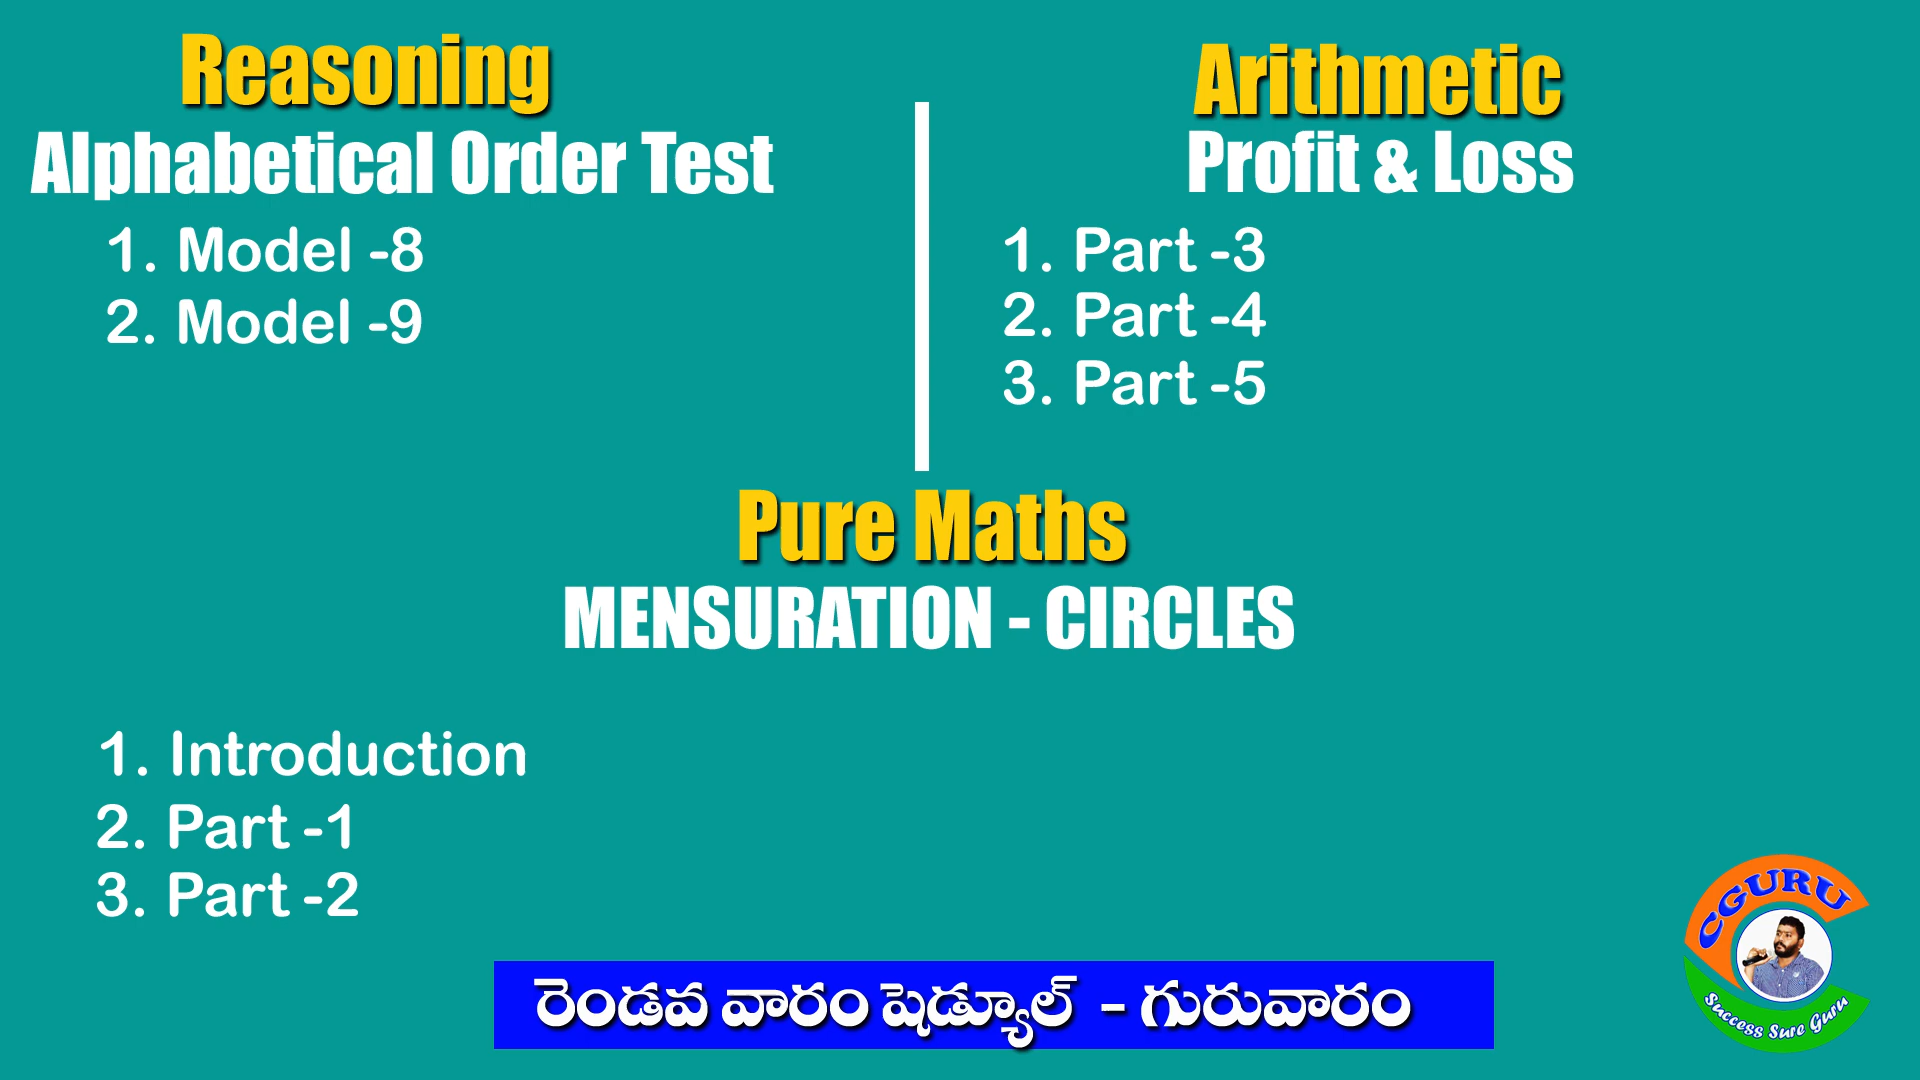 Reasoning
Alphabetical Order Test
1. Model -8
2. Model -9
Arithmetic
Profit & Loss
1. Part -3
2. Part -4
3. Part -5
Pure Maths
MENSURATION - CIRCLES
1. Introduction
2. Part -1
3. Part -2
రెండవ వారం షెడ్యూల్ - గురువారం
CGURU
Success Sure Guru